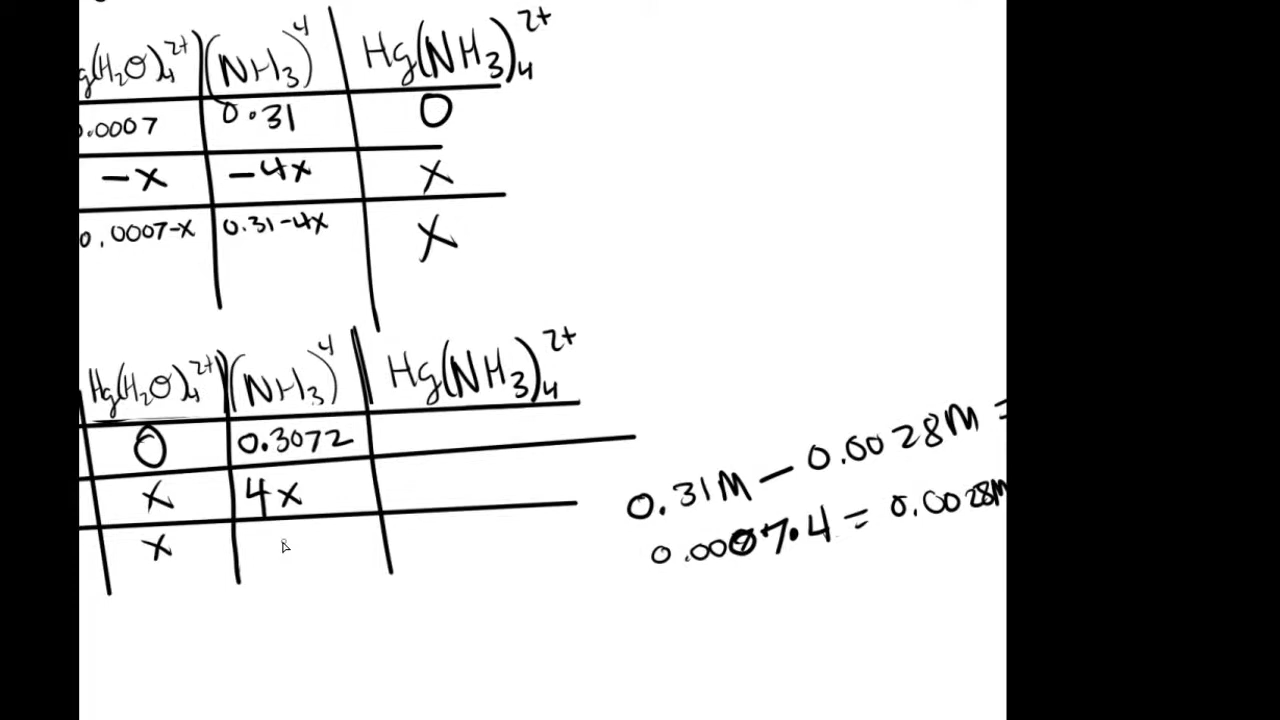 g(H₂O)₄²⁺ (NH₃)⁴ Hg(NH₃)₄²⁺
0.0007 0.31 0
-x -4x x
0.0007-x 0.31-4x x
Hg(H₂O)₄²⁺ (NH₃)⁴ Hg(NH₃)₄²⁺
0 0.3072
x 4x
x
0.31M - 0.0028M =
0.0007·4 = 0.0028M